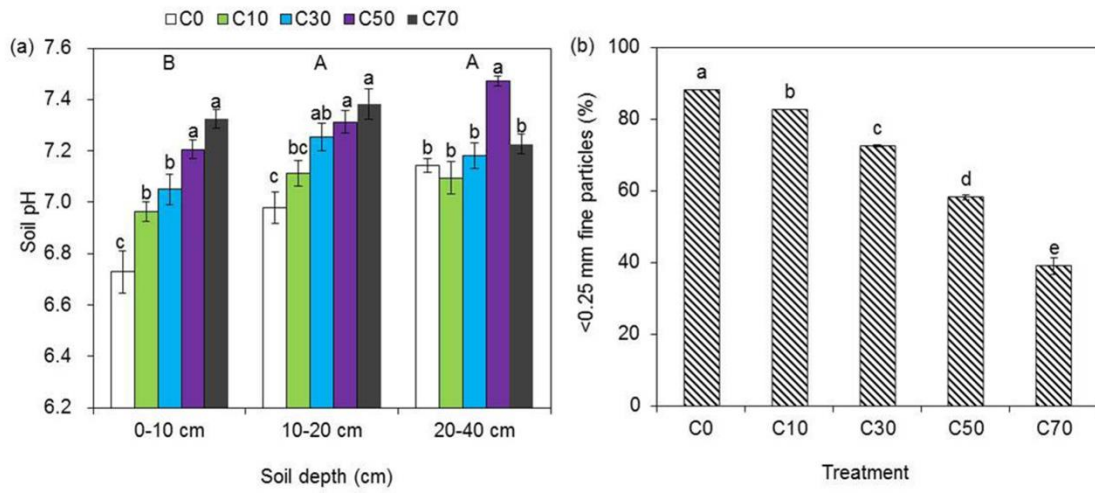 C0 C10 C30 C50 C70
(a)
7.6
7.4
7.2
7.0
6.8
6.6
6.4
6.2
Soil pH
B A A
c b b a a
c bc ab a a
b b b a b
0-10 cm 10-20 cm 20-40 cm
Soil depth (cm)
(b)
100
80
60
40
20
0
<0.25 mm fine particles (%)
a b c d e
C0 C10 C30 C50 C70
Treatment